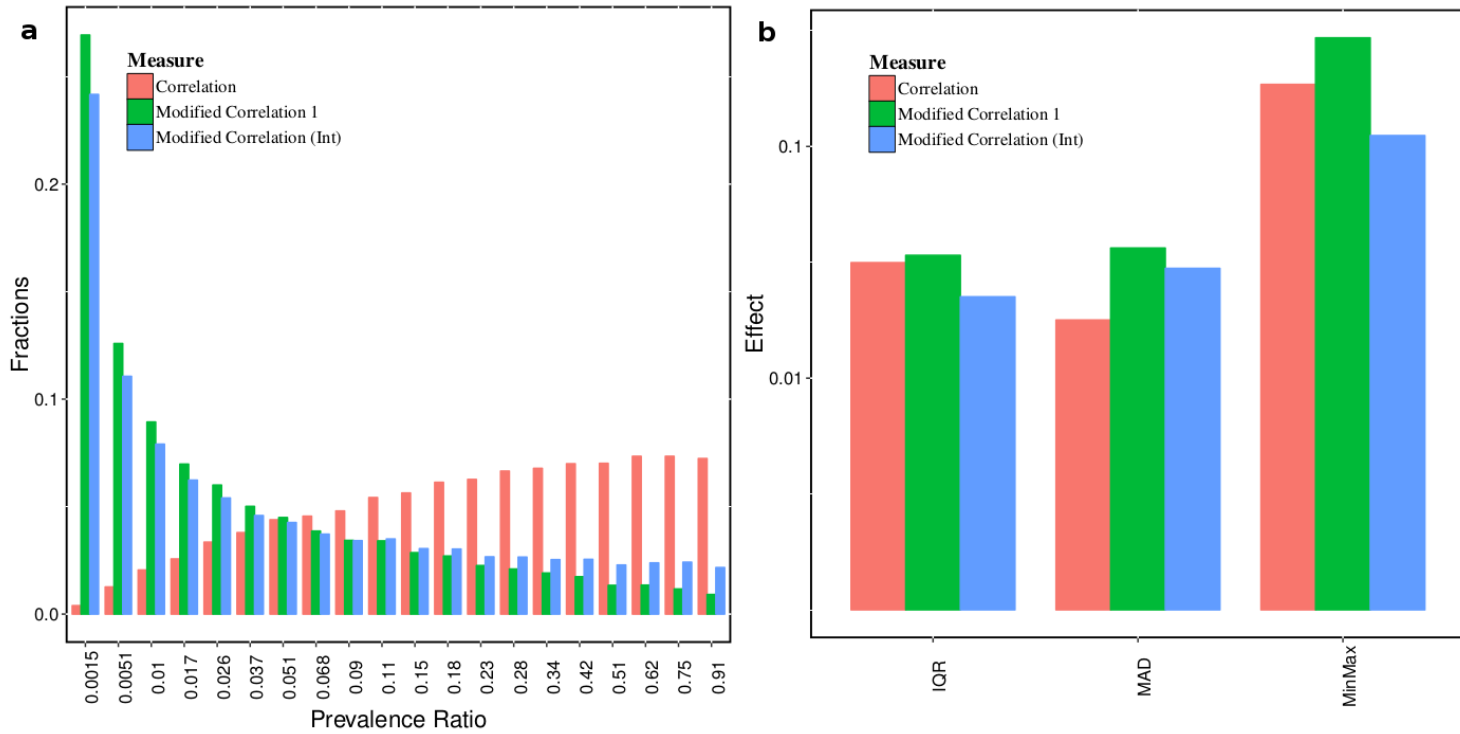 a
Measure
Correlation
Modified Correlation 1
Modified Correlation (Int)
Fractions
0.2
0.1
0.0
0.0015
0.0051
0.01
0.017
0.026
0.037
0.051
0.068
0.09
0.11
0.15
0.18
0.23
0.28
0.34
0.42
0.51
0.62
0.75
0.91
Prevalence Ratio
b
Measure
Correlation
Modified Correlation 1
Modified Correlation (Int)
Effect
0.1
0.01
IQR
MAD
MinMax